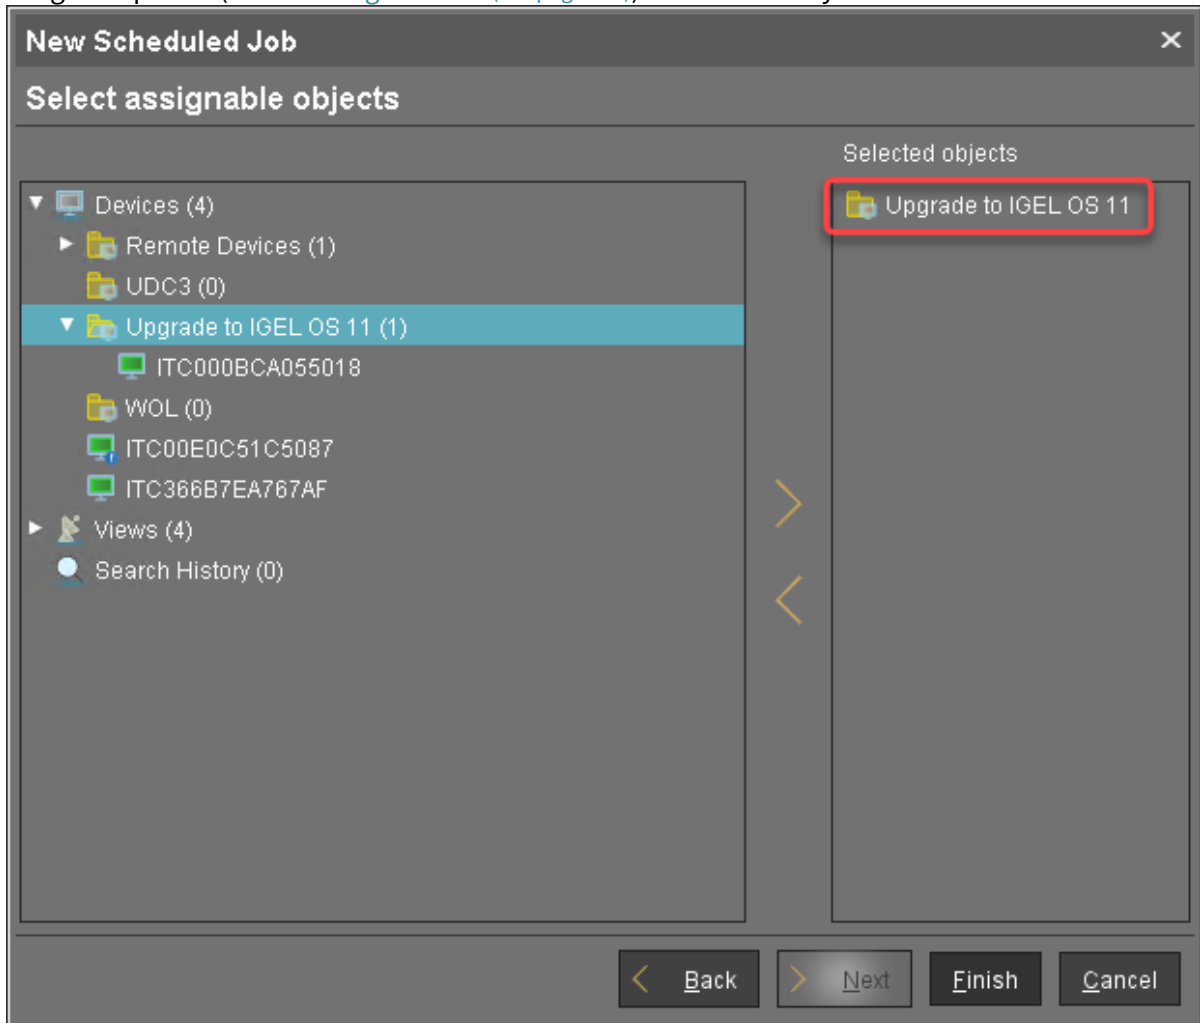 New Scheduled Job
Select assignable objects
Selected objects
Devices (4)
Remote Devices (1)
UDC3 (0)
Upgrade to IGEL OS 11 (1)
ITC000BCA055018
WOL (0)
ITC00E0C51C5087
ITC366B7EA767AF
Views (4)
Search History (0)
Upgrade to IGEL OS 11
Back Next Finish Cancel